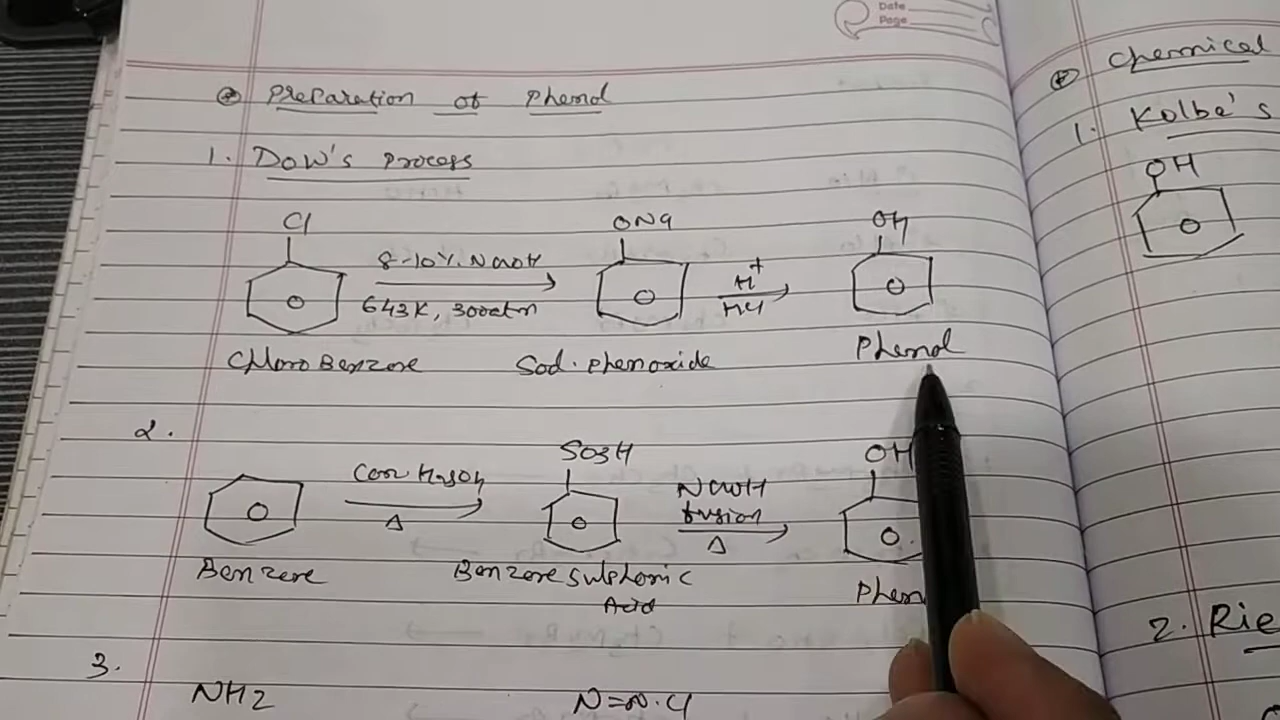 Date
Page
Preparation of Phenol
1. Dow's Process
Cl
ONa
OH
8-10% NaOH
643K, 300atm
H+
HCl
Chloro Benzene
Sod. phenoxide
Phenol
2.
SO3H
OH
Conc H2SO4
Δ
NaOH
fusion
Δ
Benzene
Benzene Sulphonic
Acid
Phen
3.
NH2
N=N.Cl
Chemical
1. Kolbe's
OH
2. Rie